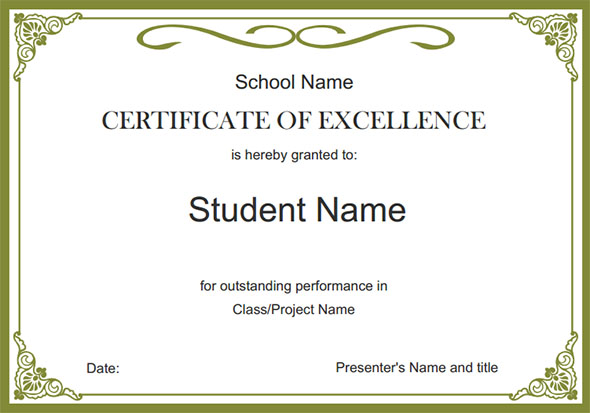 School Name
CERTIFICATE OF EXCELLENCE
is hereby granted to:
Student Name
for outstanding performance in
Class/Project Name
Date:
Presenter's Name and title